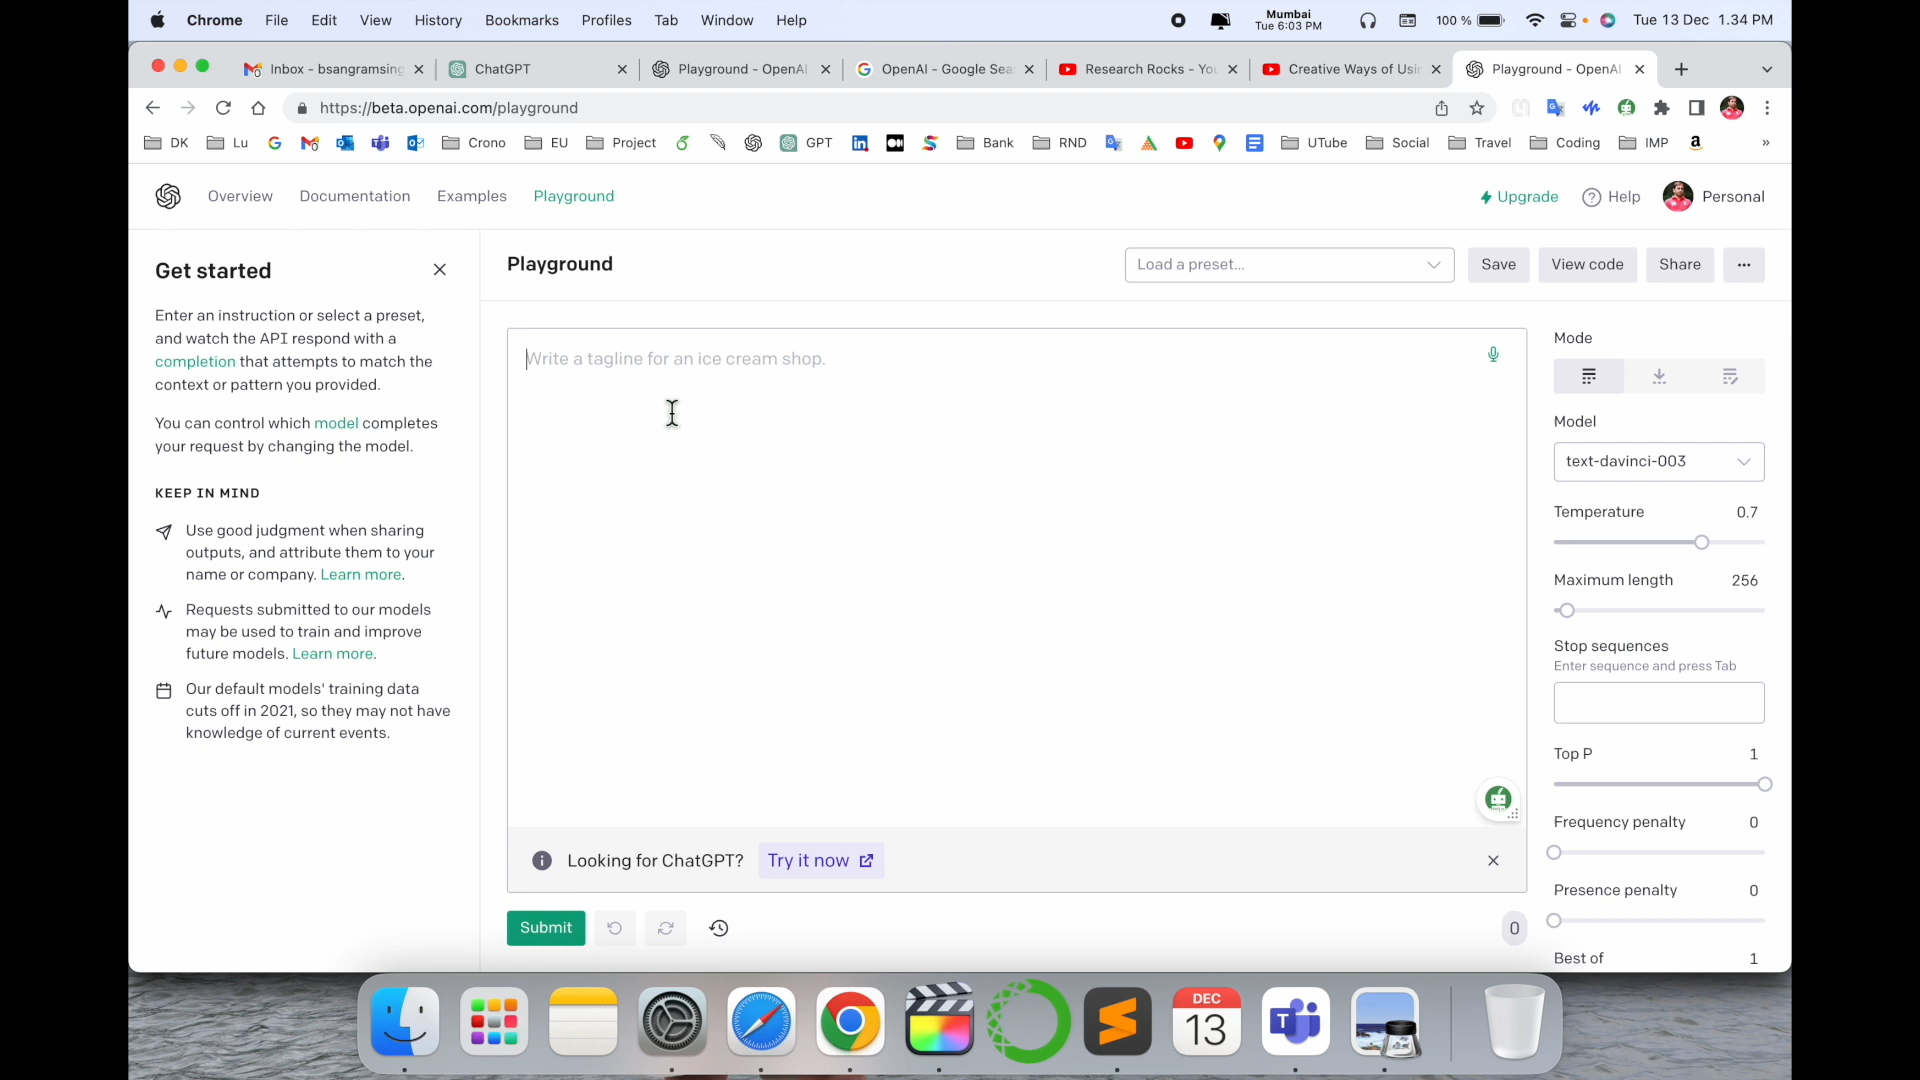 Chrome File Edit View History Bookmarks Profiles Tab Window Help
Mumbai
Tue 6:03 PM
100 %
Tue 13 Dec 1.34 PM
Inbox - bsangramsing
ChatGPT
Playground - OpenAI
OpenAI - Google Sea
Research Rocks - You
Creative Ways of Usin
Playground - OpenAI
https://beta.openai.com/playground
DK Lu Crono EU Project GPT Bank RND UTube Social Travel Coding IMP »
Overview Documentation Examples Playground
Upgrade Help Personal
Get started
Enter an instruction or select a preset,
and watch the API respond with a
completion that attempts to match the
context or pattern you provided.
You can control which model completes
your request by changing the model.
KEEP IN MIND
Use good judgment when sharing
outputs, and attribute them to your
name or company. Learn more.
Requests submitted to our models
may be used to train and improve
future models. Learn more.
Our default models' training data
cuts off in 2021, so they may not have
knowledge of current events.
Playground
Load a preset...
Save
View code
Share
Write a tagline for an ice cream shop.
Looking for ChatGPT? Try it now
Submit
0
Mode
Model
text-davinci-003
Temperature 0.7
Maximum length 256
Stop sequences
Enter sequence and press Tab
Top P 1
Frequency penalty 0
Presence penalty 0
Best of 1
DEC
13